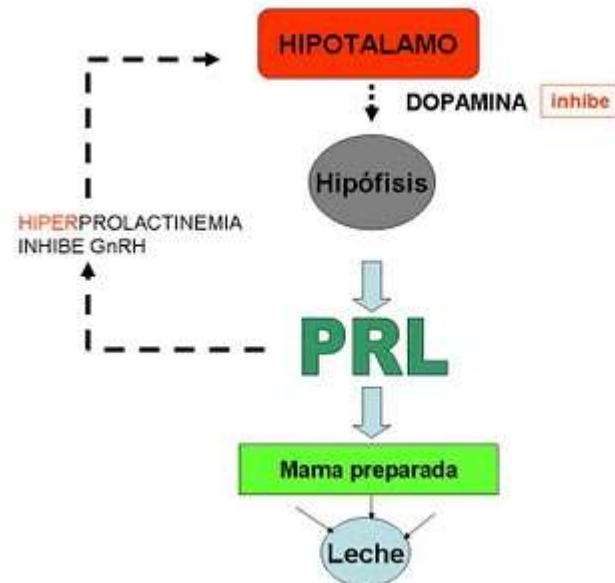 HIPOTALAMO
DOPAMINA inhibe
Hipófisis
HIPERPROLACTINEMIA
INHIBE GnRH
PRL
Mama preparada
Leche